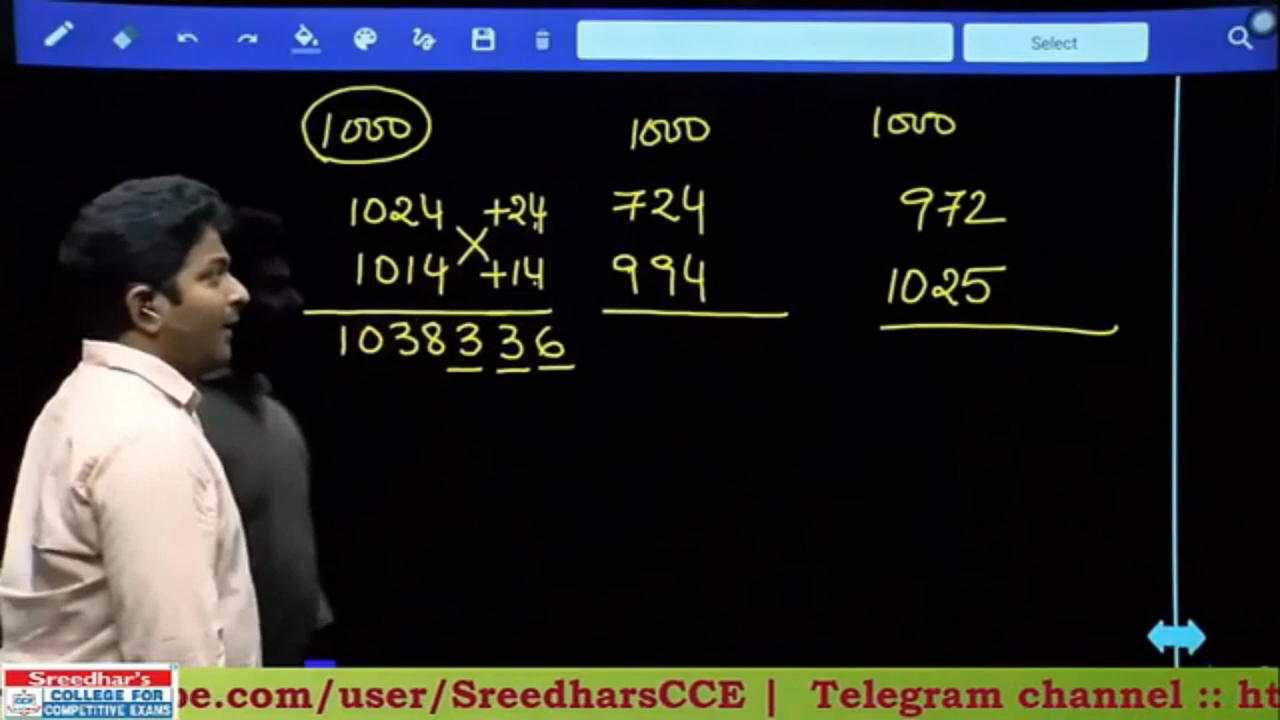 Select
1000 1000 1000
1024 +24 724 972
1014 +14 994 1025
1038336
Sreedhar's
CCE COLLEGE FOR
COMPETITIVE EXAMS
be.com/user/SreedharsCCE | Telegram channel :: ht